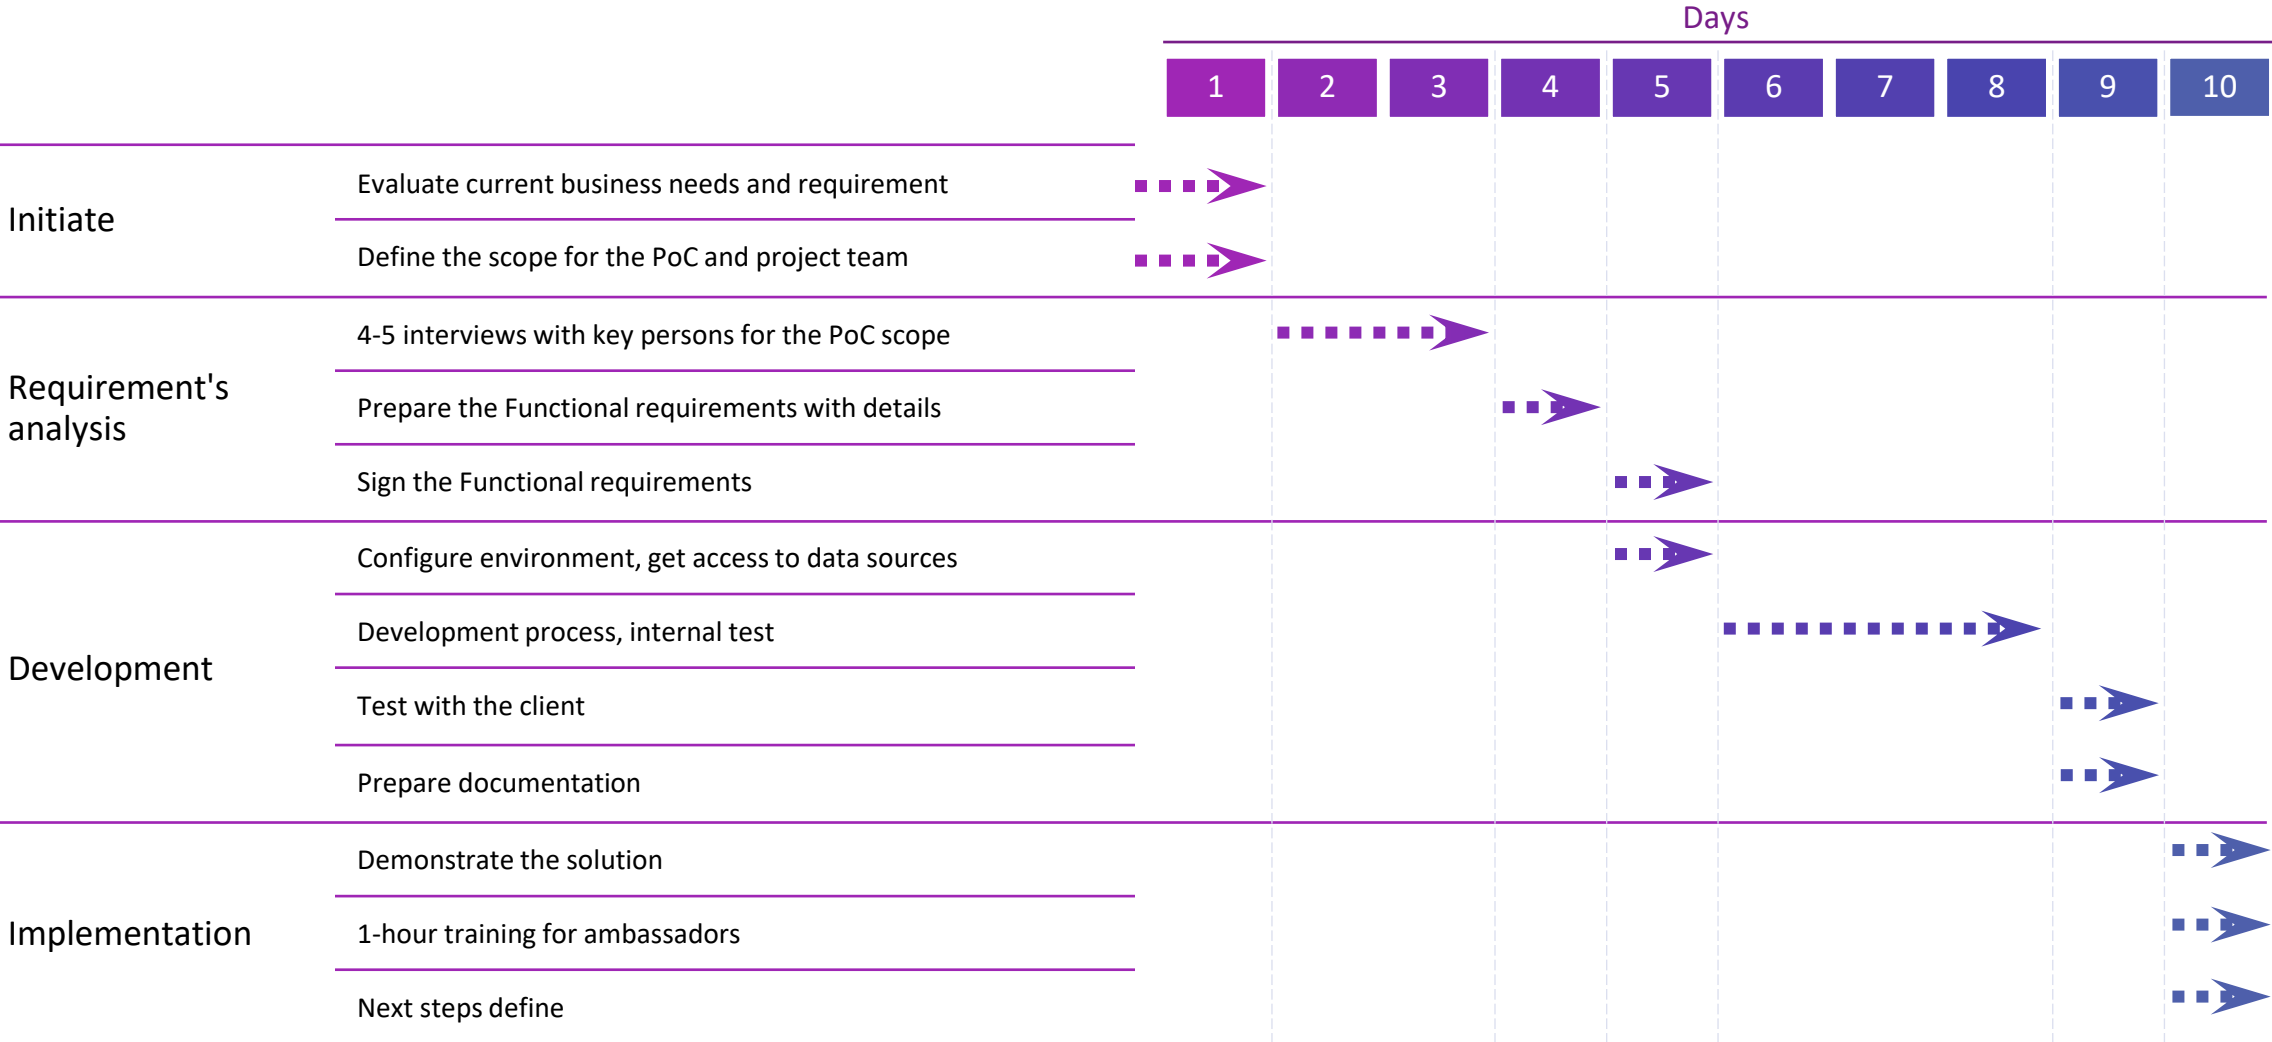 Days
1 2 3 4 5 6 7 8 9 10
Initiate
Evaluate current business needs and requirement
Define the scope for the PoC and project team
Requirement's
analysis
4-5 interviews with key persons for the PoC scope
Prepare the Functional requirements with details
Sign the Functional requirements
Development
Configure environment, get access to data sources
Development process, internal test
Test with the client
Prepare documentation
Implementation
Demonstrate the solution
1-hour training for ambassadors
Next steps define